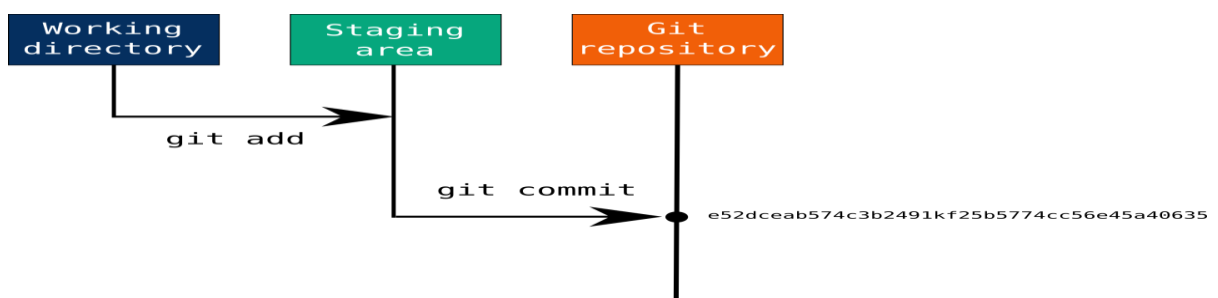 Working
directory
Staging
area
Git
repository
git add
git commit
e52dceab574c3b2491kf25b5774cc56e45a40635